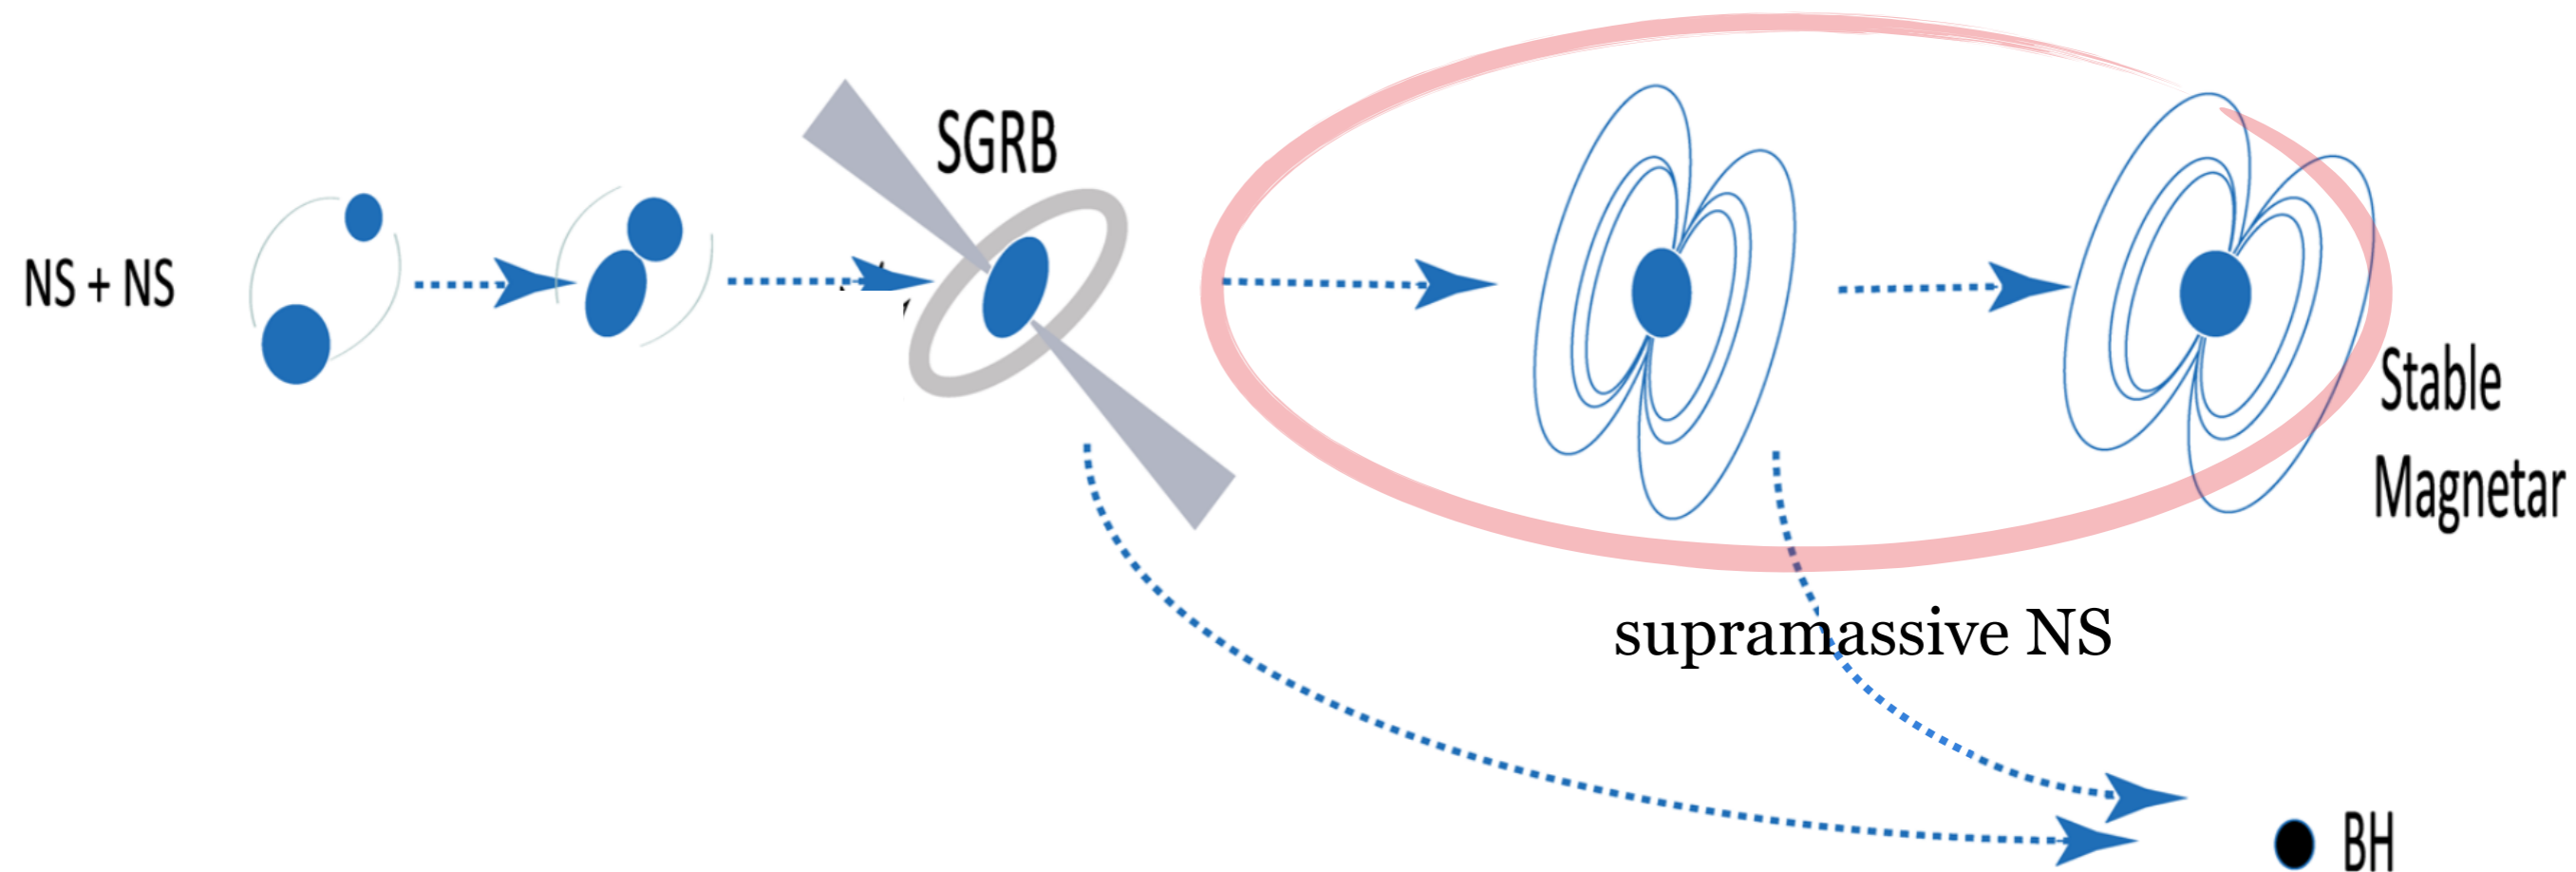 NS + NS
SGRB
Stable
Magnetar
supramassive NS
BH